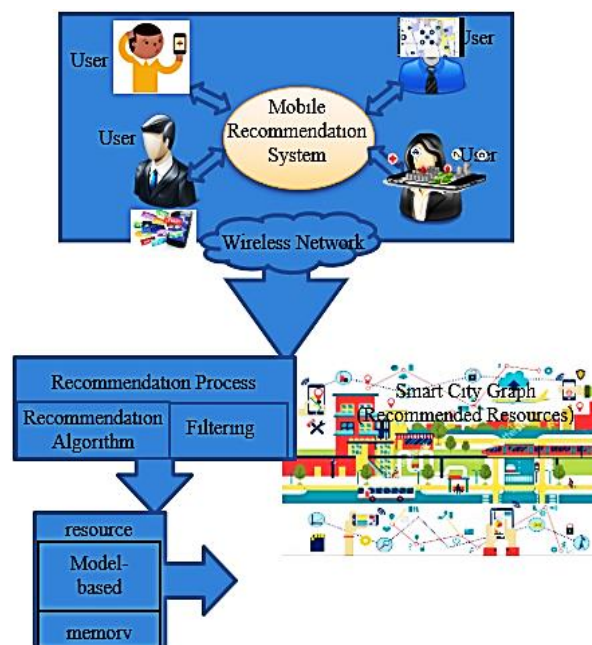 User
User
Mobile
Recommendation
System
User
User
Wireless Network
Recommendation Process
Recommendation
Algorithm
Filtering
Smart City Graph
(Recommended Resources)
resource
Model-
based
memory